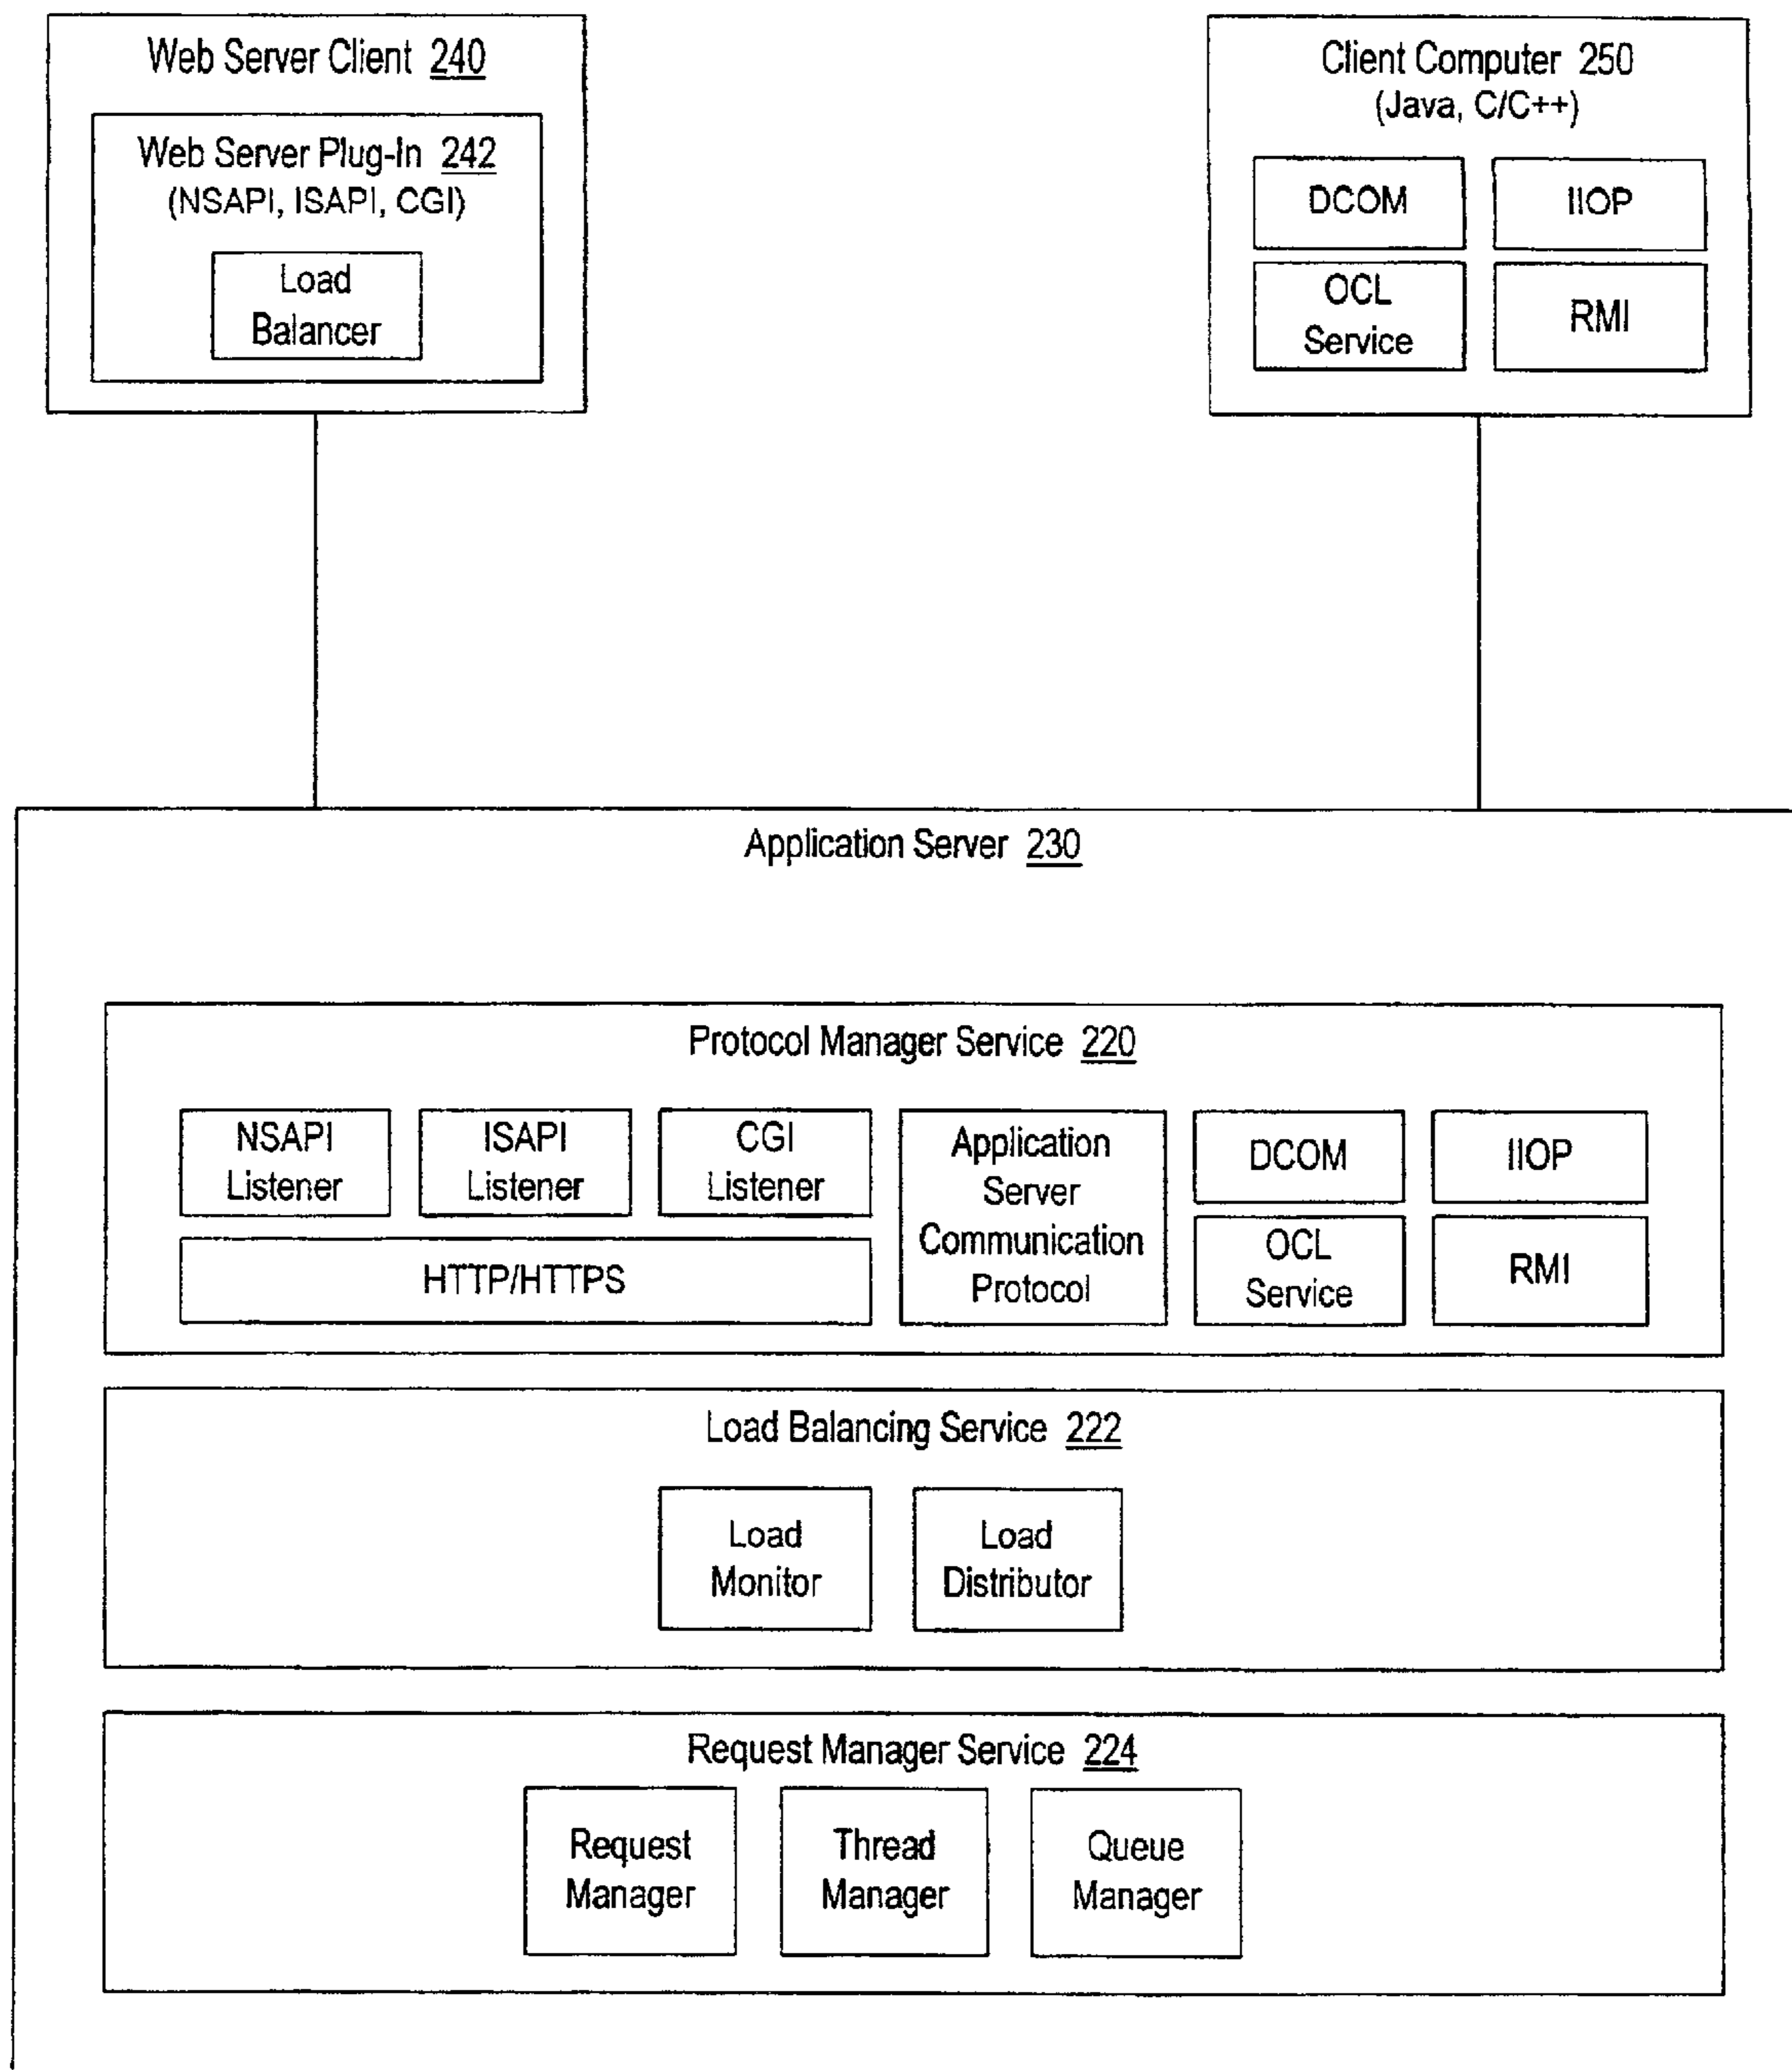 Web Server Client 240
Web Server Plug-In 242
(NSAPI, ISAPI, CGI)
Load
Balancer
Client Computer 250
(Java, C/C++)
DCOM
IIOP
OCL
Service
RMI
Application Server 230
Protocol Manager Service 220
NSAPI
Listener
ISAPI
Listener
CGI
Listener
HTTP/HTTPS
Application
Server
Communication
Protocol
DCOM
IIOP
OCL
Service
RMI
Load Balancing Service 222
Load
Monitor
Load
Distributor
Request Manager Service 224
Request
Manager
Thread
Manager
Queue
Manager